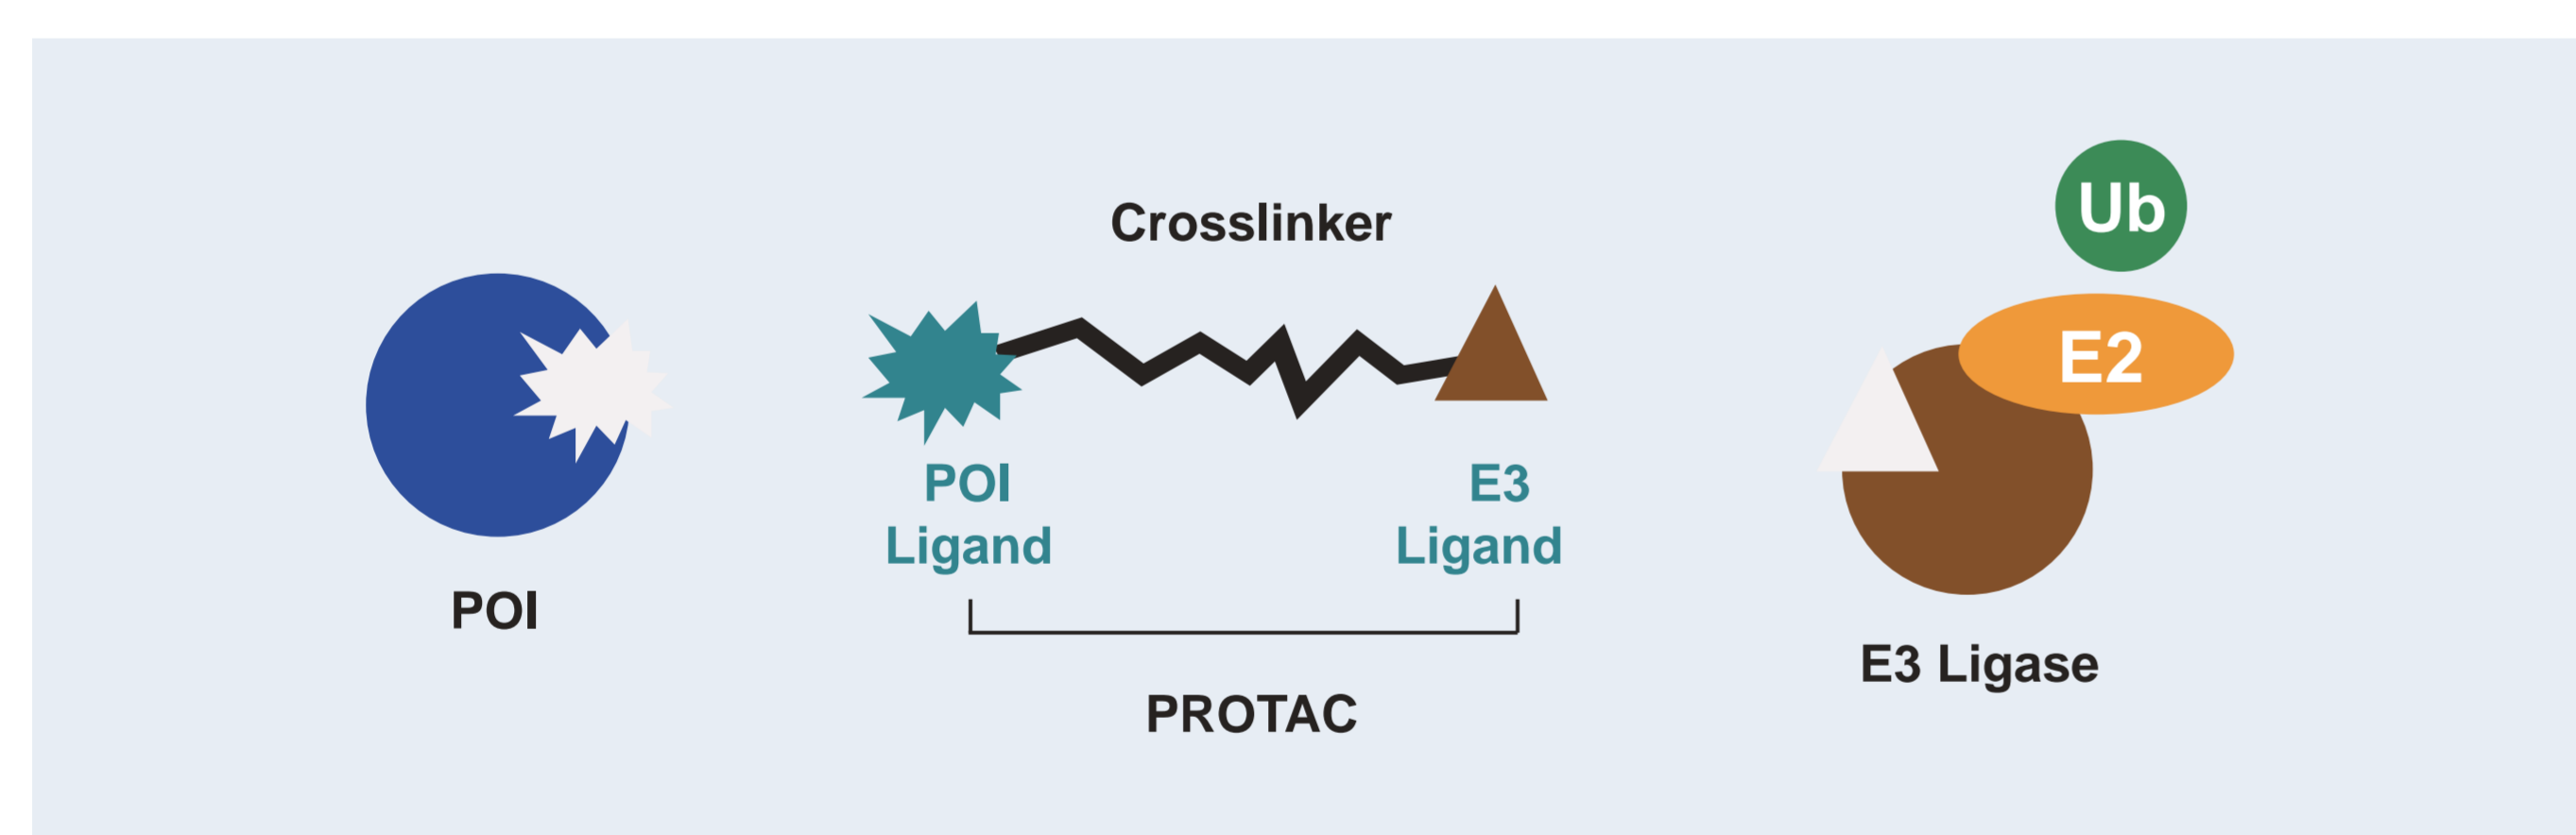 POI
Crosslinker
POI
Ligand
E3
Ligand
PROTAC
Ub
E2
E3 Ligase